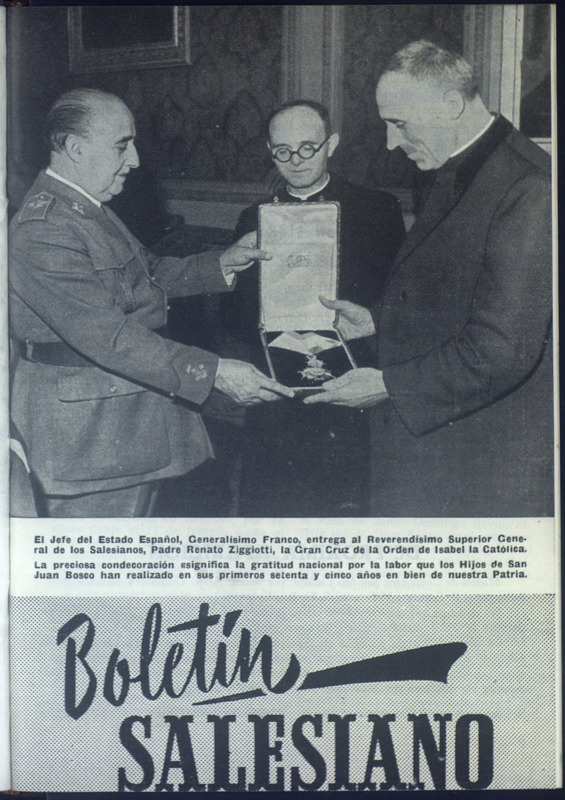 El Jefe del Estado Español, Generalísimo Franco, entrega al Reverendísimo Superior Gene-
ral de los Salesianos, Padre Renato Ziggiotti, la Gran Cruz de la Orden de Isabel la Católica.
La preciosa condecoración esignifica la gratitud nacional por la labor que los Hijos de San
Juan Bosco han realizado en sus primeros setenta y cinco años en bien de nuestra Patria.
Boletín
SALESIANO